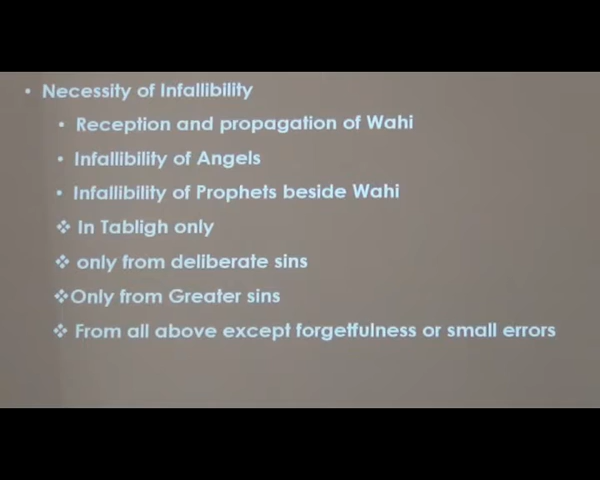 • Necessity of Infallibility
• Reception and propagation of Wahi
• Infallibility of Angels
• Infallibility of Prophets beside Wahi
❖ In Tabligh only
❖ only from deliberate sins
❖Only from Greater sins
❖ From all above except forgetfulness or small errors